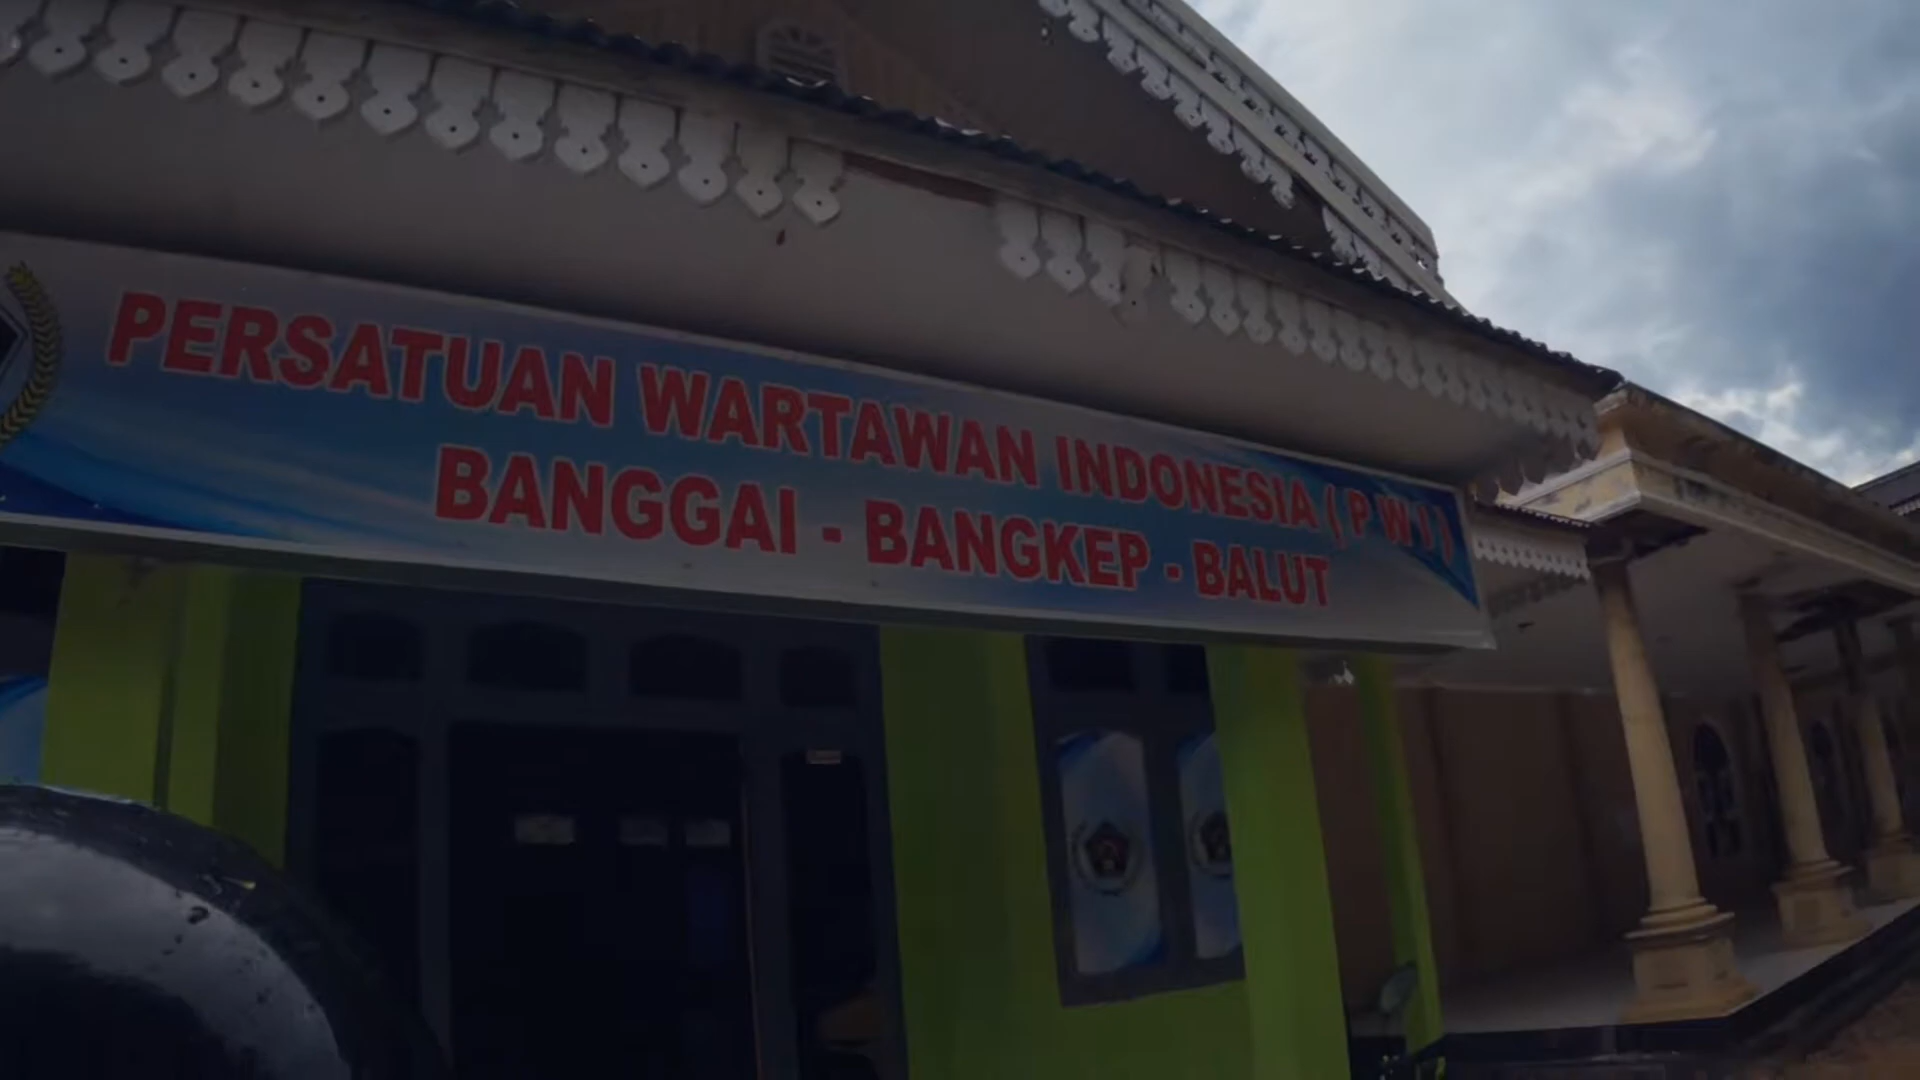 PERSATUAN WARTAWAN INDONESIA ( P W I )
BANGGAI - BANGKEP - BALUT